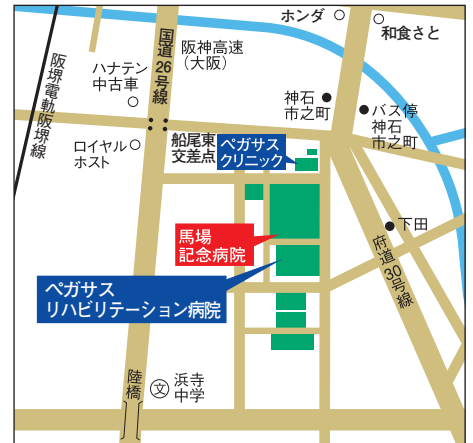 ホンダ
和食さと
阪堺電軌阪堺線
国道26号線
阪神高速
（大阪）
ハナテン
中古車
神石
市之町
バス停
神石
市之町
ロイヤル
ホスト
船尾東
交差点
ペガサス
クリニック
下田
馬場
記念病院
府道30号線
ペガサス
リハビリテーション病院
陸橋
文
浜寺
中学